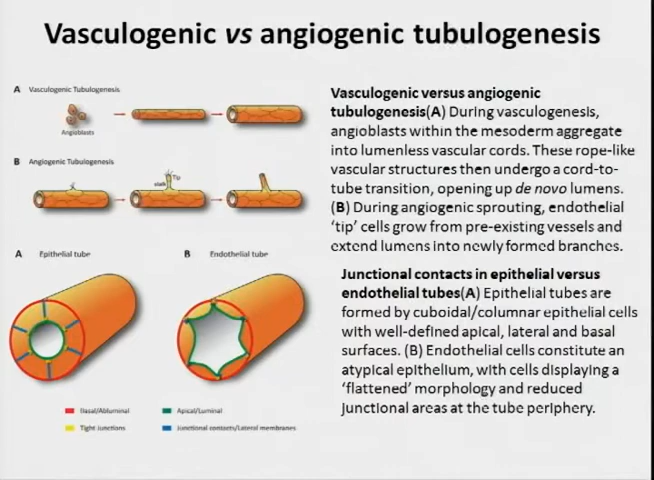 Vasculogenic vs angiogenic tubulogenesis
A Vasculogenic Tubulogenesis
Angioblasts
B Angiogenic Tubulogenesis
Tip
stalk
A Epithelial tube
B Endothelial tube
Basal/Abluminal
Apical/Luminal
Tight Junctions
Junctional contacts/Lateral membranes
Vasculogenic versus angiogenic
tubulogenesis(A) During vasculogenesis,
angioblasts within the mesoderm aggregate
into lumenless vascular cords. These rope-like
vascular structures then undergo a cord-to-
tube transition, opening up de novo lumens.
(B) During angiogenic sprouting, endothelial
‘tip’ cells grow from pre-existing vessels and
extend lumens into newly formed branches.
Junctional contacts in epithelial versus
endothelial tubes(A) Epithelial tubes are
formed by cuboidal/columnar epithelial cells
with well-defined apical, lateral and basal
surfaces. (B) Endothelial cells constitute an
atypical epithelium, with cells displaying a
‘flattened’ morphology and reduced
junctional areas at the tube periphery.